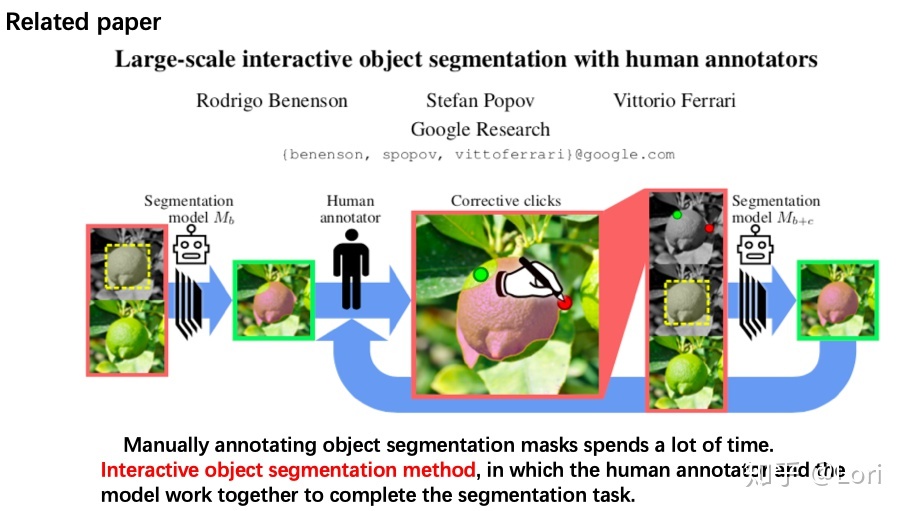 Related paper
Large-scale interactive object segmentation with human annotators
Rodrigo Benenson Stefan Popov Vittorio Ferrari
Google Research
{benenson, spopov, vittoferrari}@google.com
Segmentation
model Mb
Human
annotator
Corrective clicks
Segmentation
model Mb+c
Manually annotating object segmentation masks spends a lot of time.
Interactive object segmentation method, in which the human annotator and the
model work together to complete the segmentation task.
知乎 @Lori